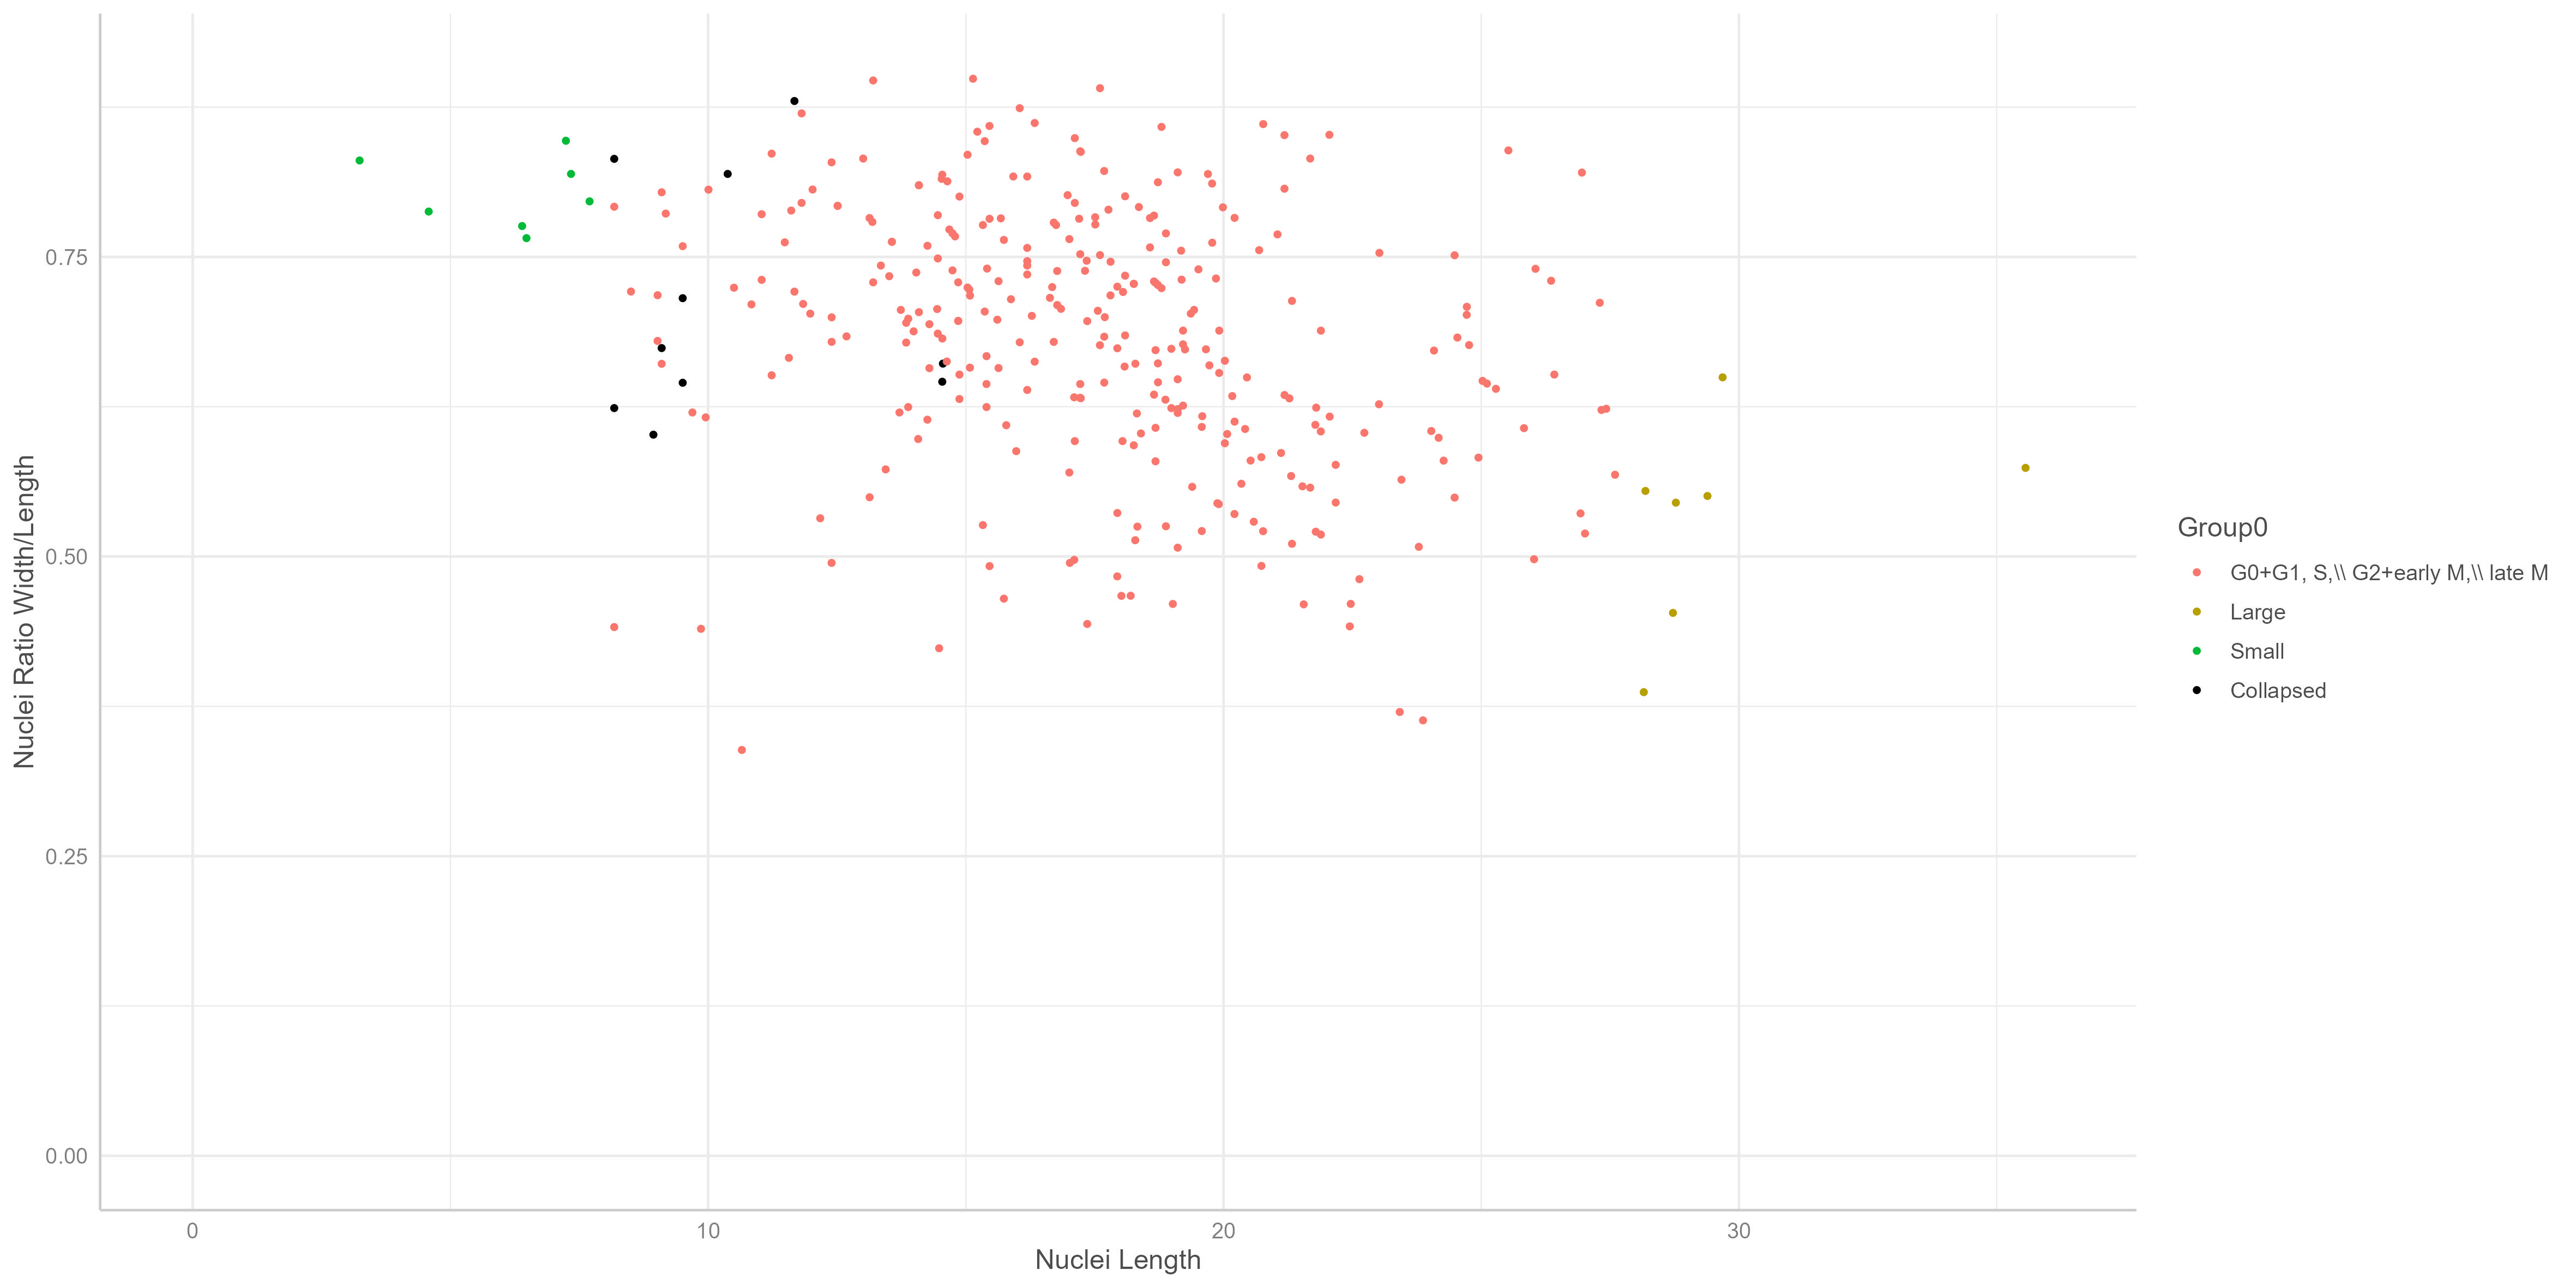 Nuclei Ratio Width/Length
0.75
0.50
0.25
0.00
0
10
20
30
Nuclei Length
Group0
G0+G1, S,\\ G2+early M,\\ late M
Large
Small
Collapsed